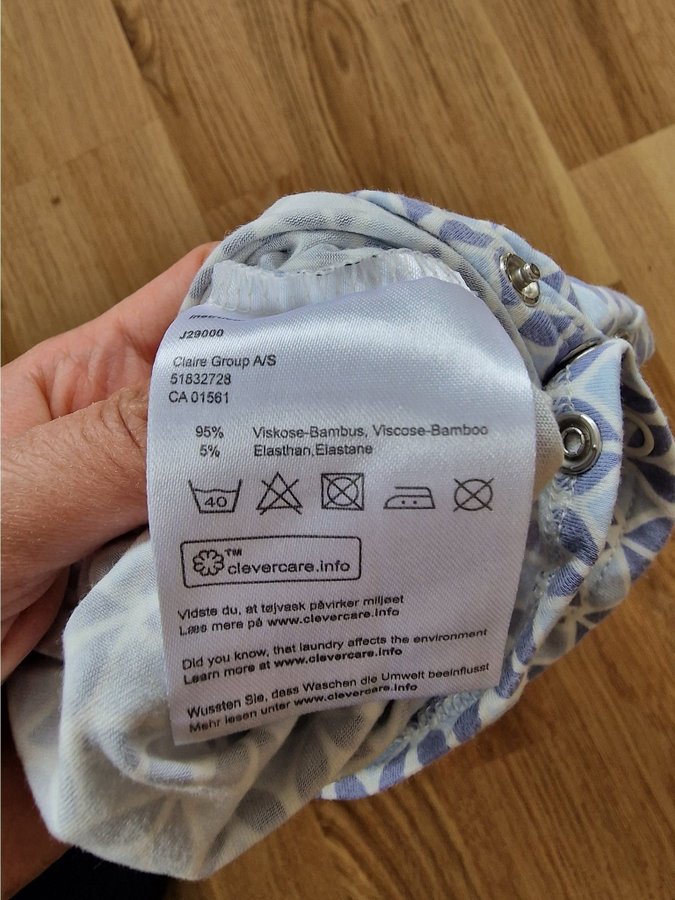 J29000
Claire Group A/S
51832728
CA 01561
95% Viskose-Bambus, Viscose-Bamboo
5% Elasthan,Elastane
40
™ clevercare.info
Vidste du, at tøjvask påvirker miljøet
Læs mere på www.clevercare.info
Did you know, that laundry affects the environment
Learn more at www.clevercare.info
Wussten Sie, dass Waschen die Umwelt beeinflusst
Mehr lesen unter www.clevercare.info